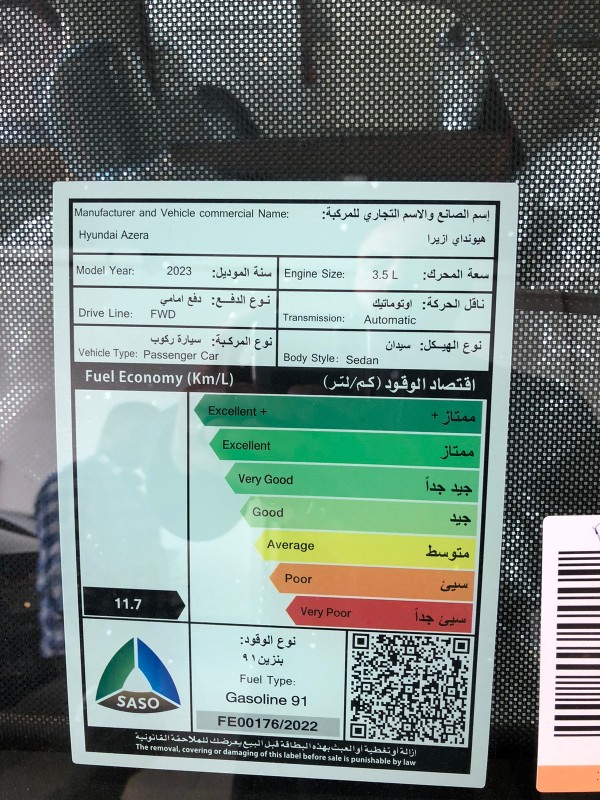 Manufacturer and Vehicle commercial Name: إسم الصانع والاسم التجاري للمركبة:
Hyundai Azera هيونداي ازيرا
Model Year: 2023 سنة الموديل:
Engine Size: 3.5 L سعة المحرك:
نوع الدفع: دفع امامي
Drive Line: FWD
ناقل الحركة: اوتوماتيك
Transmission: Automatic
نوع المركبة: سيارة ركوب
Vehicle Type: Passenger Car
نوع الهيكل: سيدان
Body Style: Sedan
Fuel Economy (Km/L) اقتصاد الوقود (كم/لتر)
Excellent + ممتاز +
Excellent ممتاز
Very Good جيد جداً
Good جيد
Average متوسط
Poor سيئ
Very Poor سيئ جداً
11.7
SASO
نوع الوقود:
بنزين ٩١
Fuel Type:
Gasoline 91
FE00176/2022
إزالة أو تغطية أو العبث بهذه البطاقة قبل البيع يعرضك للملاحقة القانونية
The removal, covering or damaging of this label before sale is punishable by law